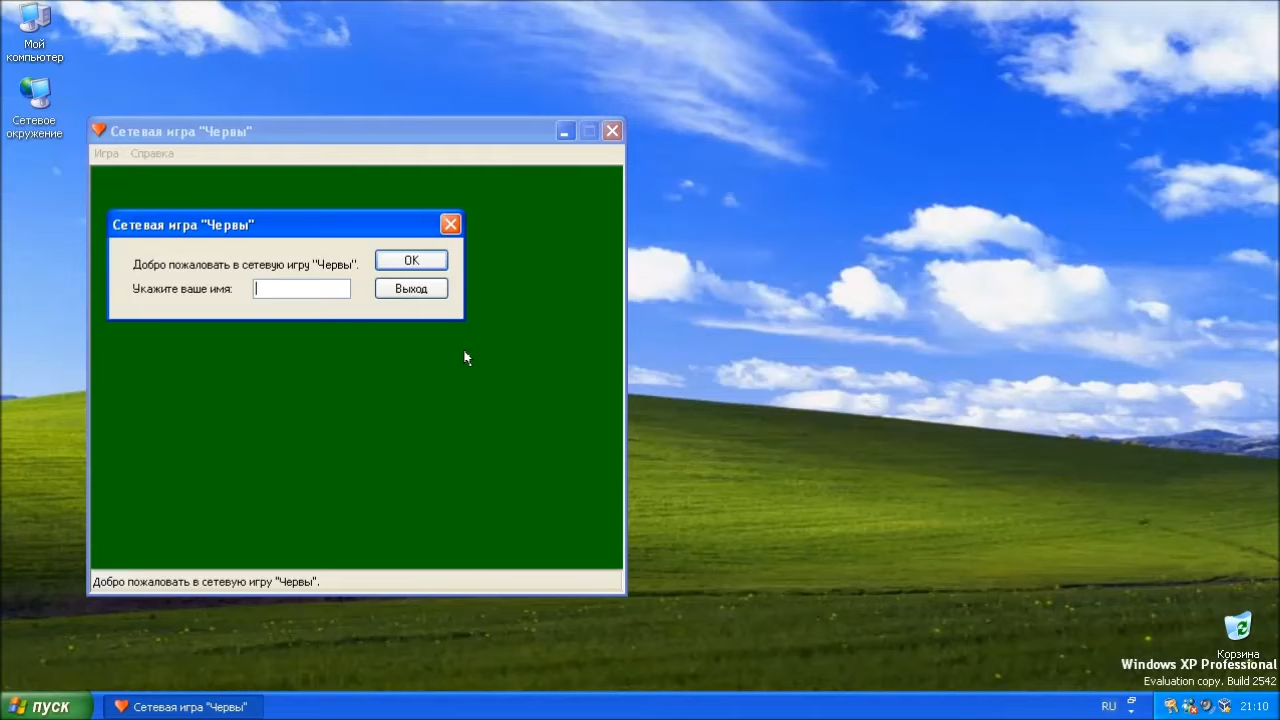 Мой
компьютер
Сетевое
окружение
Сетевая игра "Червы"
Игра Справка
Сетевая игра "Червы"
Добро пожаловать в сетевую игру "Червы".
OK
Укажите ваше имя:
Выход
Добро пожаловать в сетевую игру "Червы".
Корзина
Windows XP Professional
Evaluation copy. Build 2542
пуск
Сетевая игра "Червы"
RU
21:10